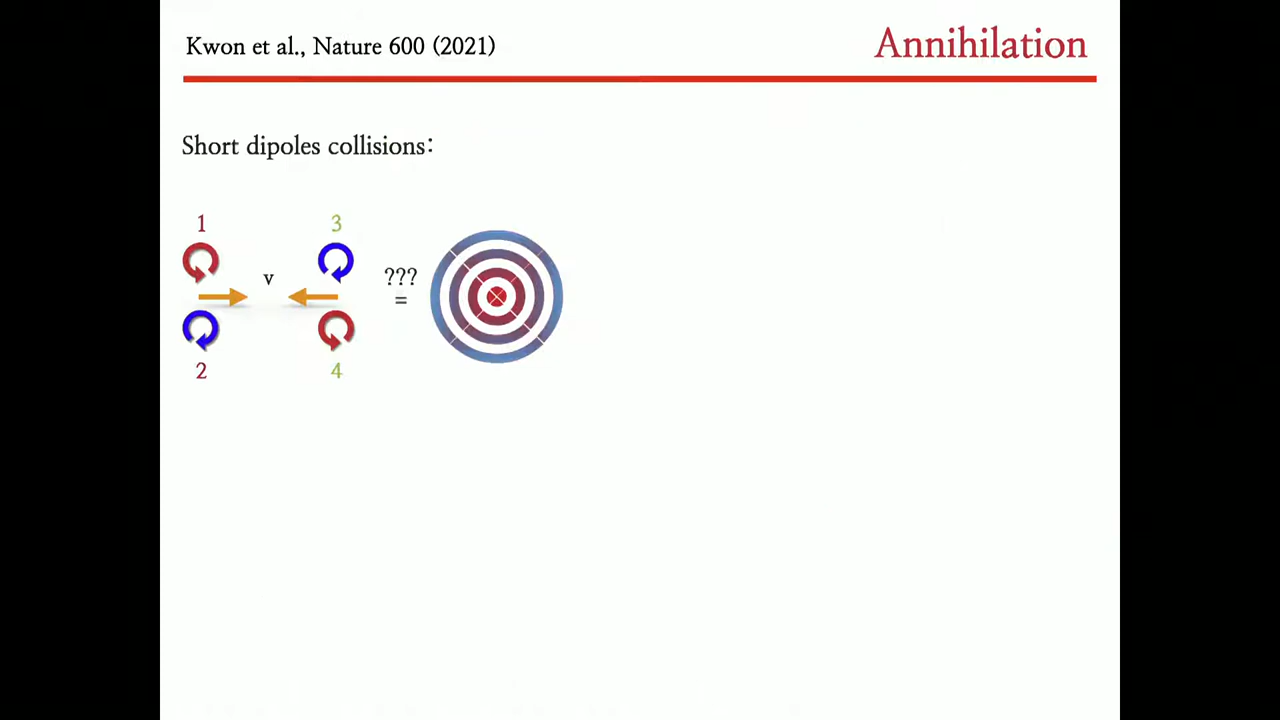 Kwon et al., Nature 600 (2021)
Annihilation
Short dipoles collisions:
1
3
v
???
=
2
4